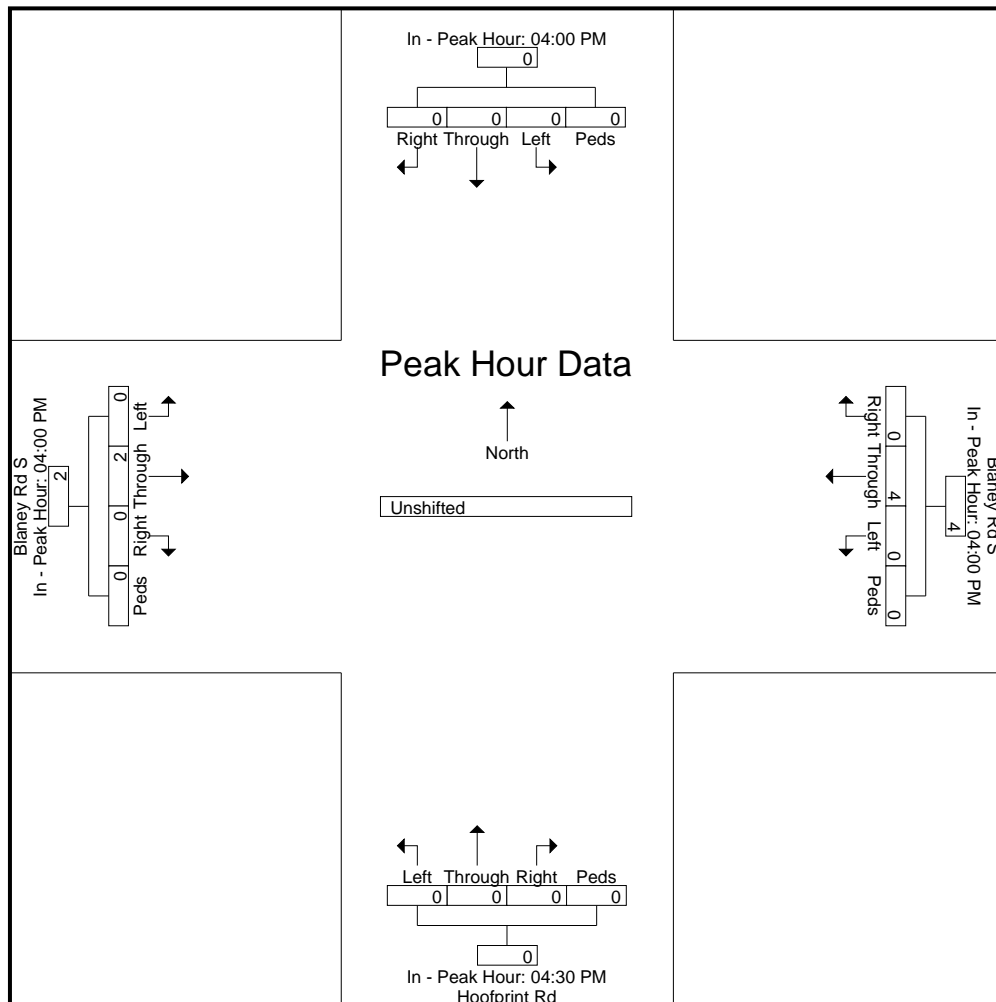 In - Peak Hour: 04:00 PM
0
0 0 0 0
Right Through Left Peds
Peak Hour Data
North
Unshifted
Blaney Rd S
In - Peak Hour: 04:00 PM
2
0 2 0 0
Left Through Right Peds
Right Through Left Peds
0 4 0 0
4
In - Peak Hour: 04:00 PM
Blaney Rd S
Left Through Right Peds
0 0 0 0
0
In - Peak Hour: 04:30 PM
Hoofprint Rd